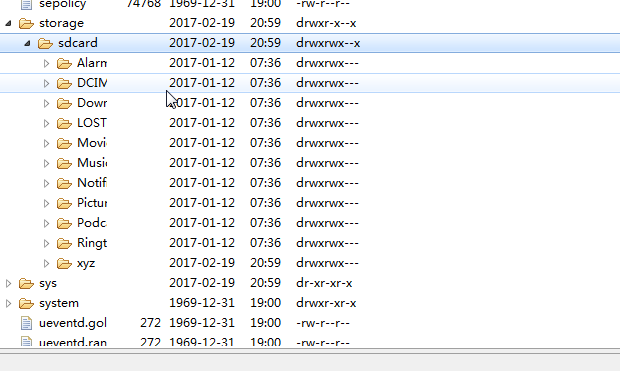 sepolicy 74768 1969-12-31 19:00 -rw-r--r--
storage 2017-02-19 20:59 drwxr-x--x
sdcard 2017-02-19 20:59 drwxrwx--x
Alarm 2017-01-12 07:36 drwxrwx---
DCIM 2017-01-12 07:36 drwxrwx---
Down 2017-01-12 07:36 drwxrwx---
LOST 2017-01-12 07:36 drwxrwx---
Movi 2017-01-12 07:36 drwxrwx---
Musi 2017-01-12 07:36 drwxrwx---
Notif 2017-01-12 07:36 drwxrwx---
Pictur 2017-01-12 07:36 drwxrwx---
Podc 2017-01-12 07:36 drwxrwx---
Ringt 2017-01-12 07:36 drwxrwx---
xyz 2017-02-19 20:59 drwxrwx---
sys 2017-02-19 20:59 dr-xr-xr-x
system 1969-12-31 19:00 drwxr-xr-x
ueventd.gol 272 1969-12-31 19:00 -rw-r--r--
ueventd.ran 272 1969-12-31 19:00 -rw-r--r--